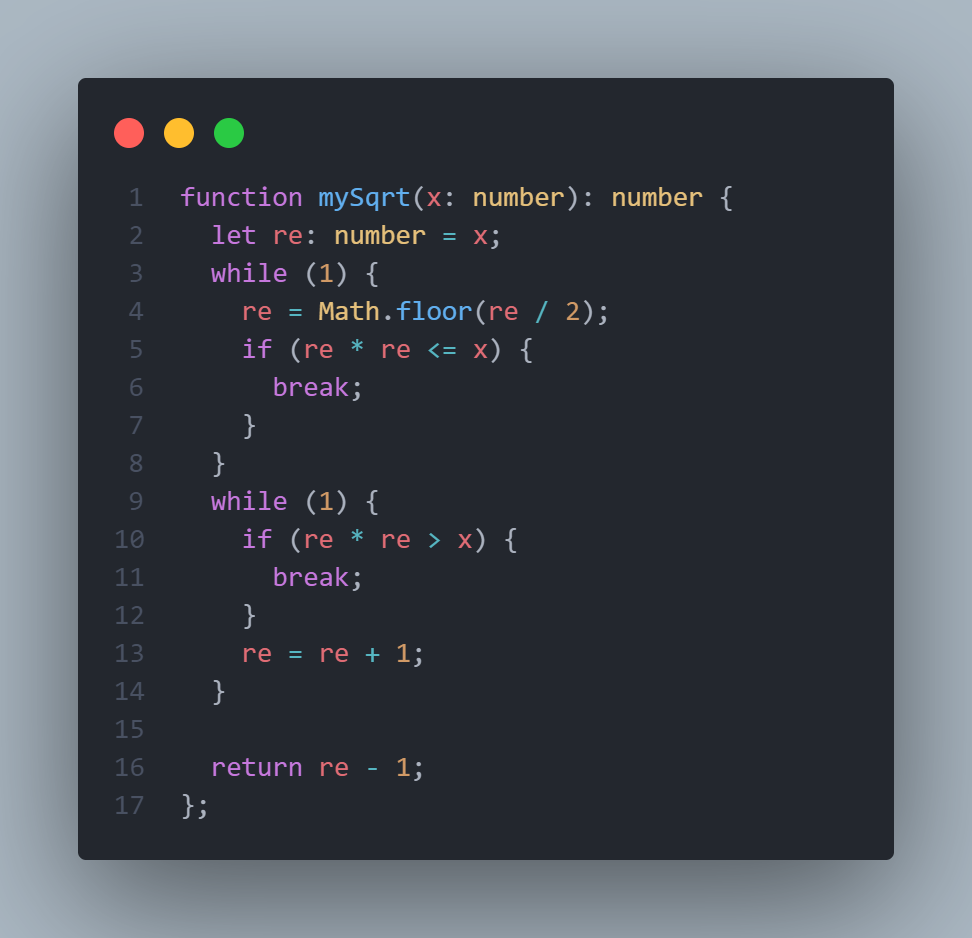 1 function mySqrt(x: number): number {
2   let re: number = x;
3   while (1) {
4     re = Math.floor(re / 2);
5     if (re * re <= x) {
6       break;
7     }
8   }
9   while (1) {
10     if (re * re > x) {
11       break;
12     }
13     re = re + 1;
14   }
15
16   return re - 1;
17 };